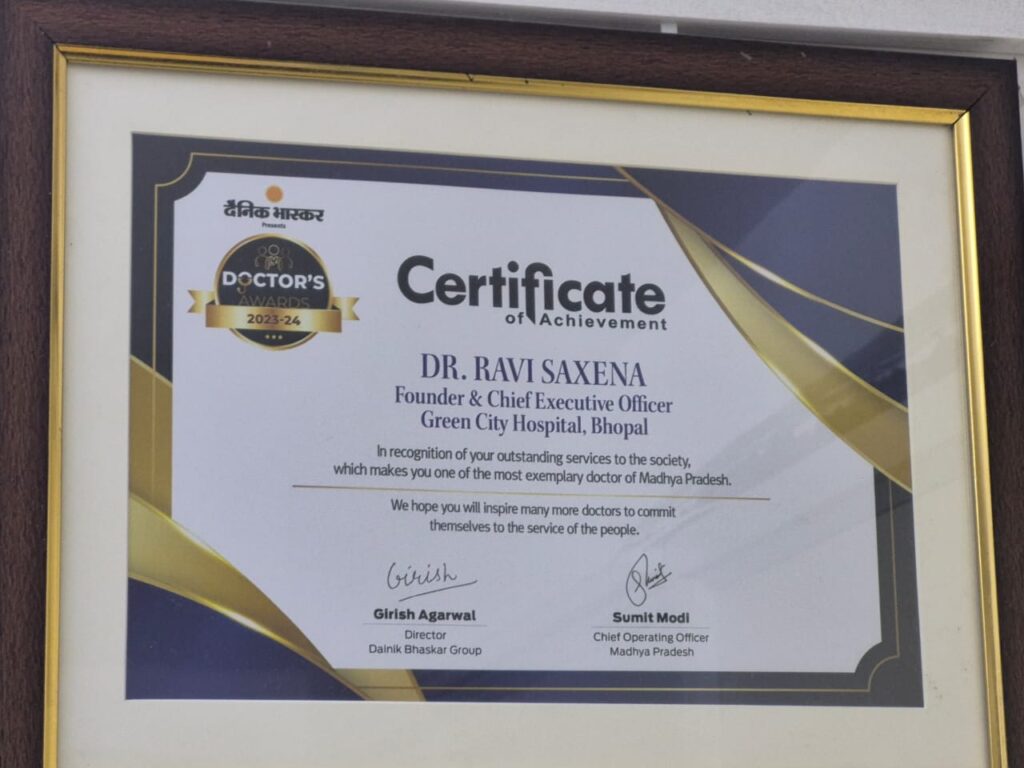 दैनिक भास्कर
Presents
DOCTOR'S
AWARDS
2023-24
Certificate
of Achievement
DR. RAVI SAXENA
Founder & Chief Executive Officer
Green City Hospital, Bhopal
In recognition of your outstanding services to the society,
which makes you one of the most exemplary doctor of Madhya Pradesh.
We hope you will inspire many more doctors to commit
themselves to the service of the people.
Girish
Girish Agarwal
Director
Dainik Bhaskar Group
Sumit Modi
Chief Operating Officer
Madhya Pradesh